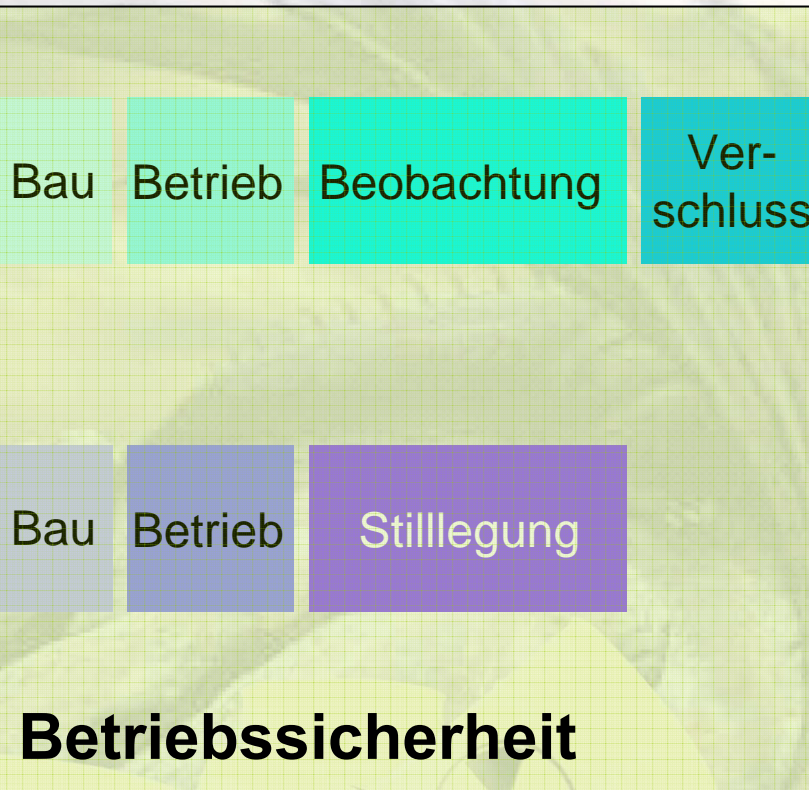 Bau Betrieb Beobachtung Ver-
schluss
Bau Betrieb Stilllegung
Betriebssicherheit